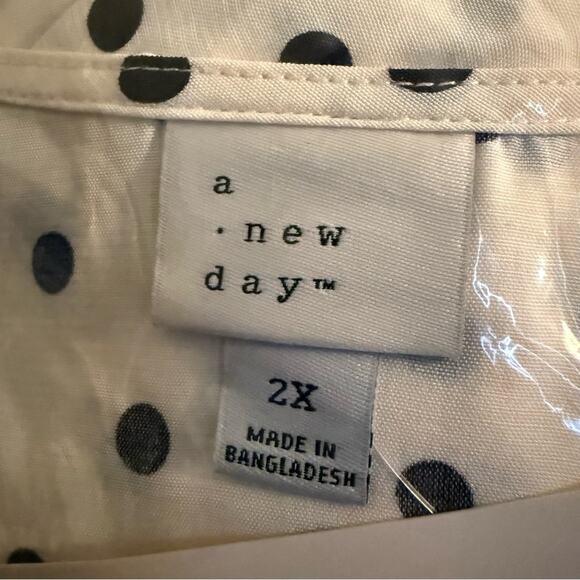 a
· new
day™
2X
MADE IN
BANGLADESH